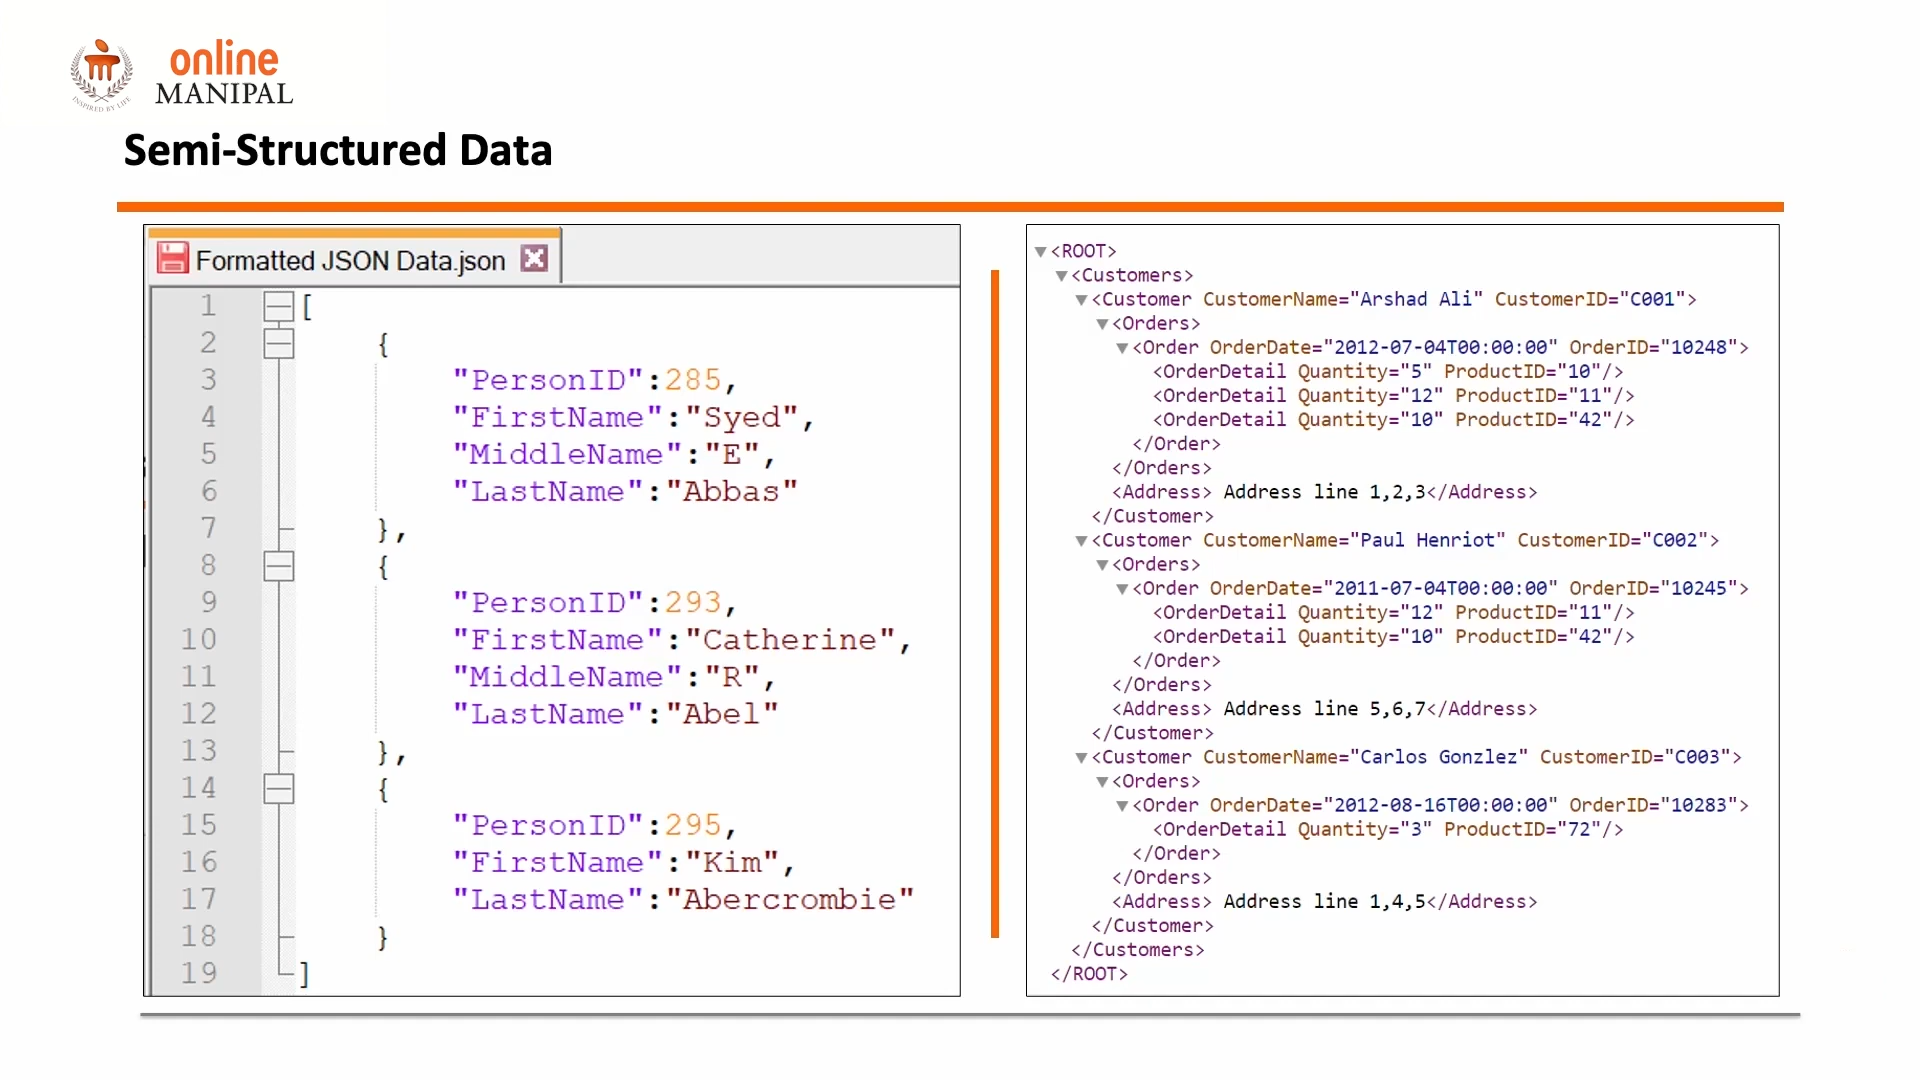 online
MANIPAL
INSPIRED BY LIFE
Semi-Structured Data
Formatted JSON Data.json
1 [
2 {
3 "PersonID":285,
4 "FirstName":"Syed",
5 "MiddleName":"E",
6 "LastName":"Abbas"
7 },
8 {
9 "PersonID":293,
10 "FirstName":"Catherine",
11 "MiddleName":"R",
12 "LastName":"Abel"
13 },
14 {
15 "PersonID":295,
16 "FirstName":"Kim",
17 "LastName":"Abercrombie"
18 }
19 ]
<ROOT>
<Customers>
<Customer CustomerName="Arshad Ali" CustomerID="C001">
<Orders>
<Order OrderDate="2012-07-04T00:00:00" OrderID="10248">
<OrderDetail Quantity="5" ProductID="10"/>
<OrderDetail Quantity="12" ProductID="11"/>
<OrderDetail Quantity="10" ProductID="42"/>
</Order>
</Orders>
<Address> Address line 1,2,3</Address>
</Customer>
<Customer CustomerName="Paul Henriot" CustomerID="C002">
<Orders>
<Order OrderDate="2011-07-04T00:00:00" OrderID="10245">
<OrderDetail Quantity="12" ProductID="11"/>
<OrderDetail Quantity="10" ProductID="42"/>
</Order>
</Orders>
<Address> Address line 5,6,7</Address>
</Customer>
<Customer CustomerName="Carlos Gonzlez" CustomerID="C003">
<Orders>
<Order OrderDate="2012-08-16T00:00:00" OrderID="10283">
<OrderDetail Quantity="3" ProductID="72"/>
</Order>
</Orders>
<Address> Address line 1,4,5</Address>
</Customer>
</Customers>
</ROOT>